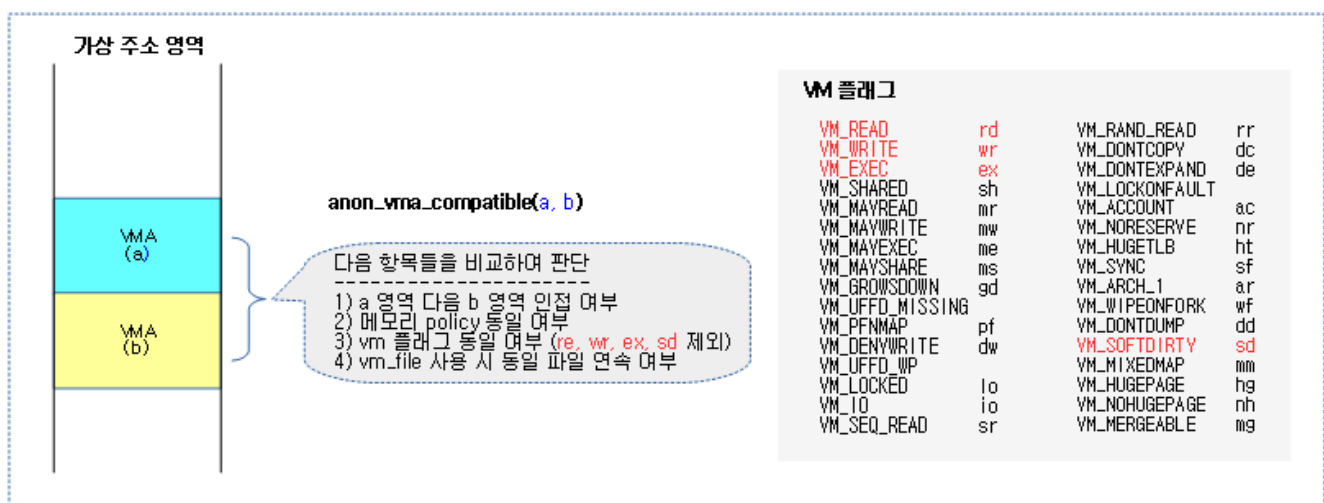 가상 주소 영역
VMA
(a)
VMA
(b)
anon_vma_compatible(a, b)
다음 항목들을 비교하여 판단
-----------------------
1) a 영역 다음 b 영역 인접 여부
2) 메모리 policy 동일 여부
3) vm 플래그 동일 여부 (re, wr, ex, sd 제외)
4) vm_file 사용 시 동일 파일 연속 여부
VM 플래그
VM_READ rd
VM_WRITE wr
VM_EXEC ex
VM_SHARED sh
VM_MAYREAD mr
VM_MAYWRITE mw
VM_MAYEXEC me
VM_MAYSHARE ms
VM_GROWSDOWN gd
VM_UFFD_MISSING
VM_PFNMAP pf
VM_DENYWRITE dw
VM_UFFD_WP
VM_LOCKED lo
VM_IO io
VM_SEQ_READ sr
VM_RAND_READ rr
VM_DONTCOPY dc
VM_DONTEXPAND de
VM_LOCKONFAULT
VM_ACCOUNT ac
VM_NORESERVE nr
VM_HUGETLB ht
VM_SYNC sf
VM_ARCH_1 ar
VM_WIPEONFORK wf
VM_DONTDUMP dd
VM_SOFTDIRTY sd
VM_MIXEDMAP mm
VM_HUGEPAGE hg
VM_NOHUGEPAGE nh
VM_MERGEABLE mg